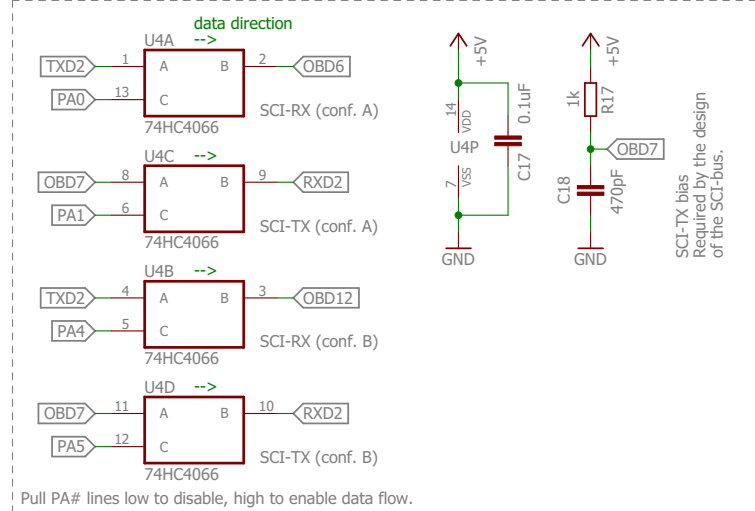 data direction
U4A -->
TXD2 1 A B 2 OBD6
PA0 13 C
SCI-RX (conf. A)
74HC4066
U4C -->
OBD7 8 A B 9 RXD2
PA1 6 C
SCI-TX (conf. A)
74HC4066
U4B -->
TXD2 4 A B 3 OBD12
PA4 5 C
SCI-RX (conf. B)
74HC4066
U4D -->
OBD7 11 A B 10 RXD2
PA5 12 C
SCI-TX (conf. B)
74HC4066
Pull PA# lines low to disable, high to enable data flow.
+5V
14 VDD
U4P
7 VSS
0.1uF
C17
GND
+5V
1k
R17
OBD7
C18
470pF
GND
SCI-TX bias
Required by the design
of the SCI-bus.